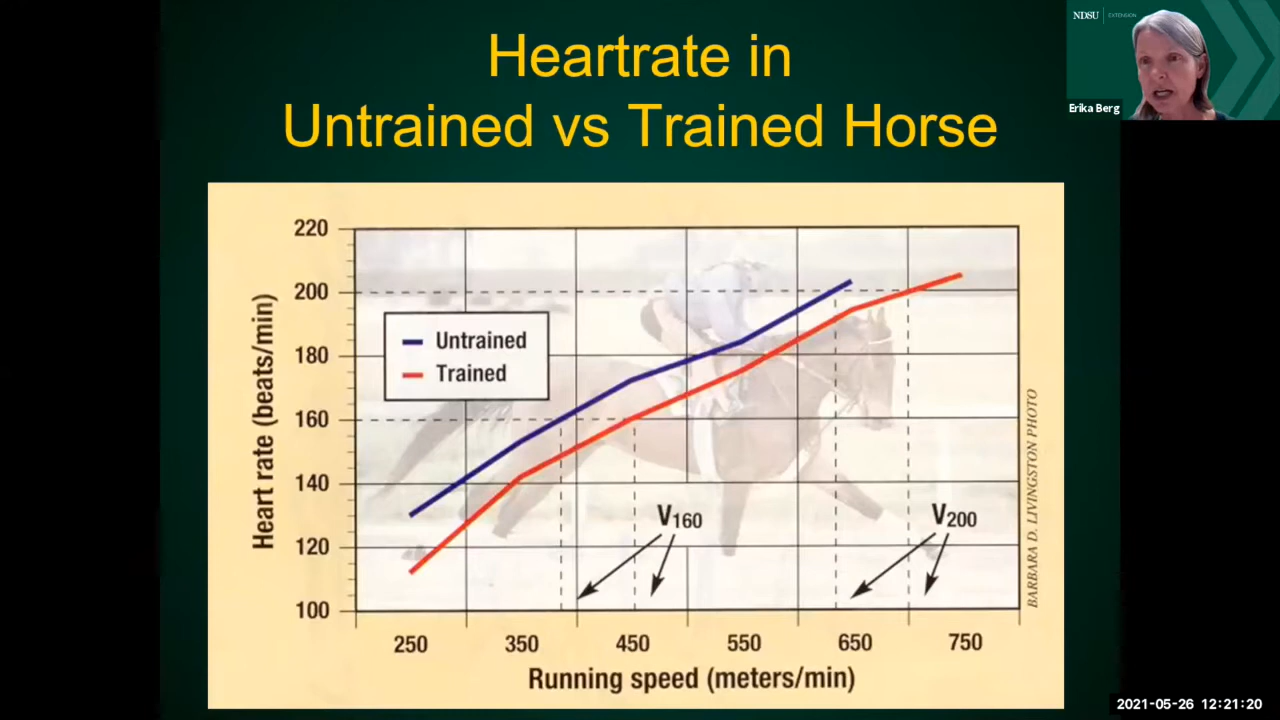 Heartrate in
Untrained vs Trained Horse
NDSU EXTENSION
Erika Berg
220
200
180
160
140
120
100
Heart rate (beats/min)
Untrained
Trained
V160
V200
250 350 450 550 650 750
Running speed (meters/min)
BARBARA D. LIVINGSTON PHOTO
2021-05-26 12:21:20